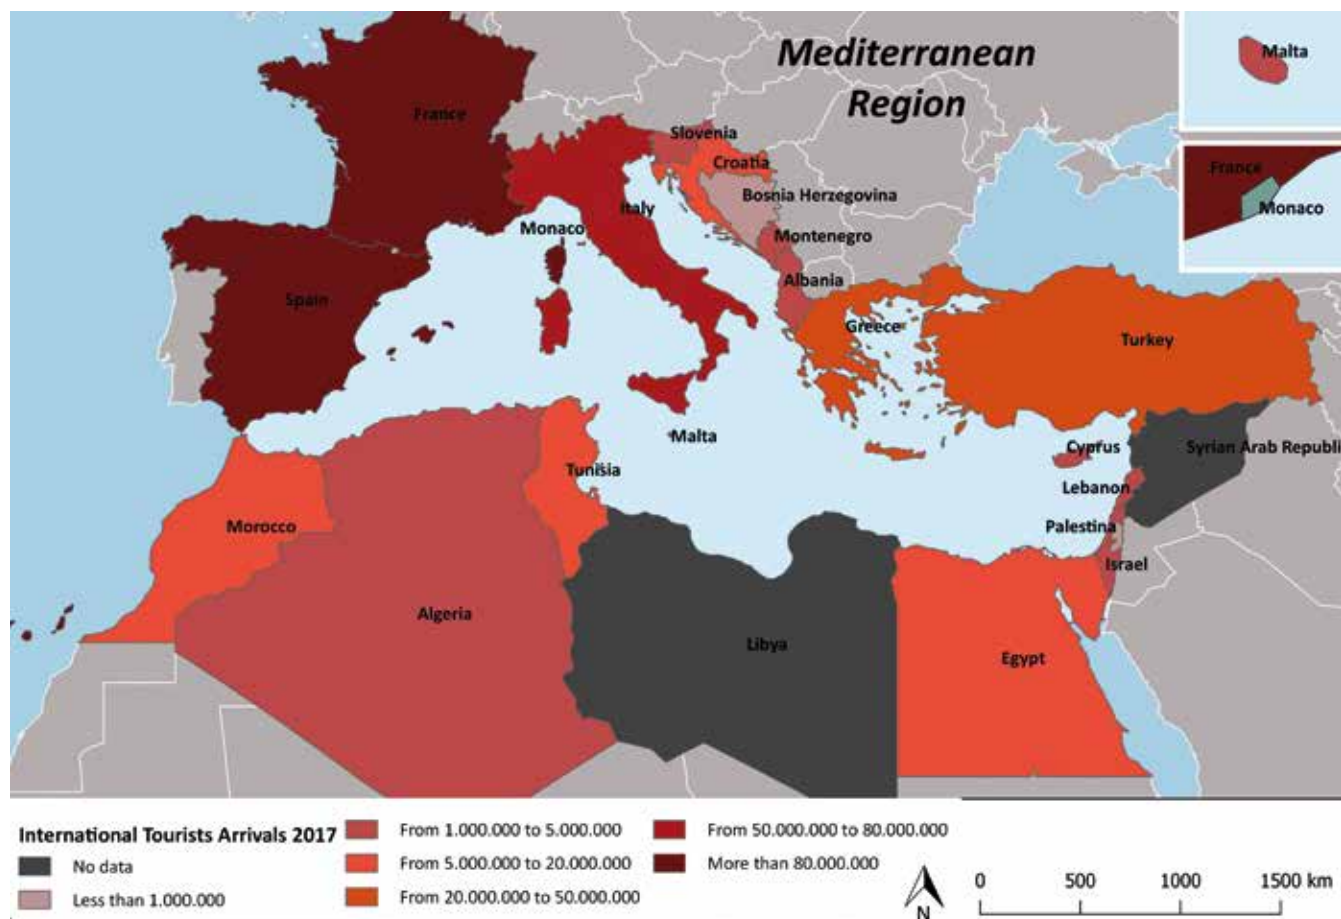 Mediterranean
Region
Malta
France
Monaco
France
Slovenia
Croatia
Bosnia Herzegovina
Italy
Monaco
Montenegro
Albania
Spain
Greece
Turkey
Malta
Cyprus
Syrian Arab Republi
Tunisia
Lebanon
Morocco
Palestina
Israel
Algeria
Libya
Egypt
International Tourists Arrivals 2017
No data
Less than 1.000.000
From 1.000.000 to 5.000.000
From 5.000.000 to 20.000.000
From 20.000.000 to 50.000.000
From 50.000.000 to 80.000.000
More than 80.000.000
N
0 500 1000 1500 km